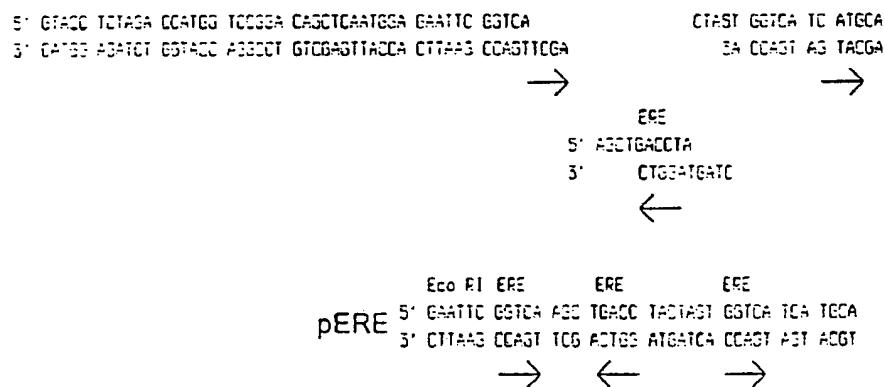 5' GTACC TCTAGA CCATGG TCCGGA CAGCTCAATGGA GAATTC GGTCA CTAGT GGTCA TC ATGCA
3' CATGG AGATCT GGTACC AGGCCT GTCGAGTTACCA CTTAAG CCAGTTCGA GA CCAGT AG TACGA
ERE
5' AGCTGACCTA
3' CTGGATGATC
Eco RI ERE ERE ERE
pERE 5' GAATTC GGTCA AGC TGACC TACTAGT GGTCA TCA TGCA
3' CTTAAG CCAGT TCG ACTGG ATGATCA CCAGT AGT ACGT